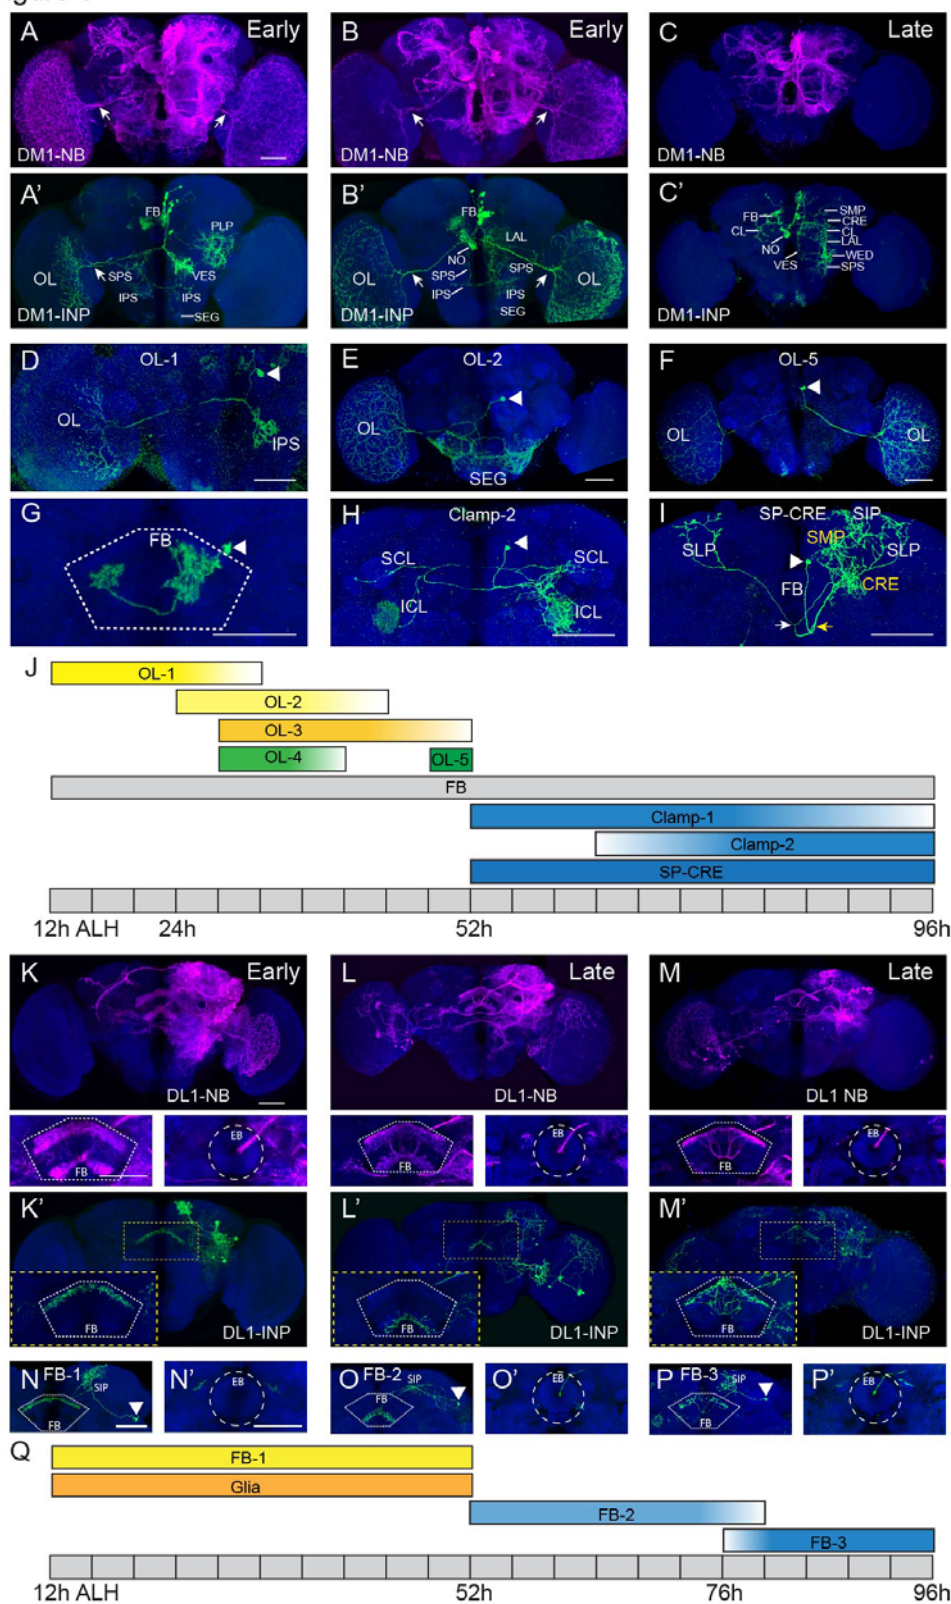 A Early
DM1-NB
B Early
DM1-NB
C Late
DM1-NB
A' FB PLP
OL SPS VES
IPS IPS
SEG
DM1-INP
B' FB
LAL
NO
OL SPS SPS OL
IPS IPS
SEG
DM1-INP
C'
FB SMP
CRE
CL CL
NO LAL
VES WED
SPS
DM1-INP
D OL-1
OL
IPS
E OL-2
OL
SEG
F OL-5
OL OL
G FB
H Clamp-2
SCL SCL
ICL ICL
I SP-CRE SIP
SMP
SLP SLP
FB CRE
J
OL-1
OL-2
OL-3
OL-4 OL-5
FB
Clamp-1
Clamp-2
SP-CRE
12h ALH 24h 52h 96h
K Early
DL1-NB
L Late
DL1-NB
M Late
DL1 NB
FB EB
FB EB
FB EB
K'
FB
DL1-INP
L'
FB
DL1-INP
M'
FB
DL1-INP
N FB-1
SIP
FB
N' EB
O FB-2
SIP
FB
O' EB
P FB-3
SIP
FB
P' EB
Q
FB-1
Glia
FB-2
FB-3
12h ALH 52h 76h 96h